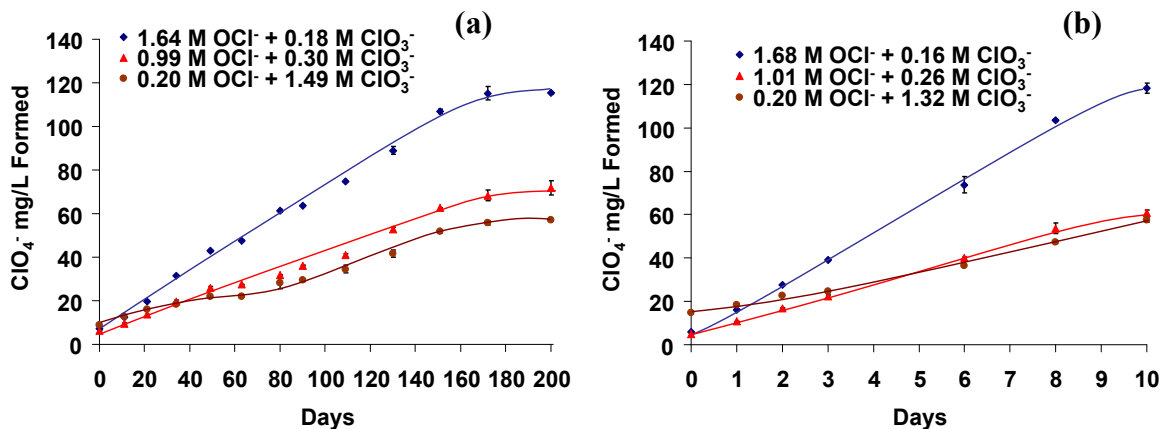 (a)
1.64 M OCl⁻ + 0.18 M ClO₃⁻
0.99 M OCl⁻ + 0.30 M ClO₃⁻
0.20 M OCl⁻ + 1.49 M ClO₃⁻
ClO₄⁻ mg/L Formed
140
120
100
80
60
40
20
0
0 20 40 60 80 100 120 140 160 180 200
Days
(b)
1.68 M OCl⁻ + 0.16 M ClO₃⁻
1.01 M OCl⁻ + 0.26 M ClO₃⁻
0.20 M OCl⁻ + 1.32 M ClO₃⁻
ClO₄⁻ mg/L Formed
140
120
100
80
60
40
20
0
0 1 2 3 4 5 6 7 8 9 10
Days